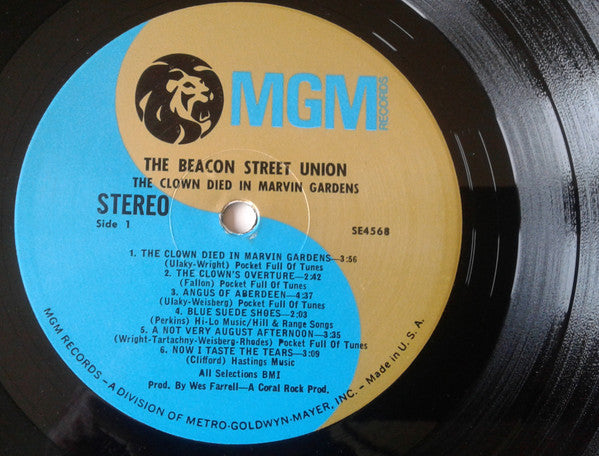 MGM
RECORDS
THE BEACON STREET UNION
THE CLOWN DIED IN MARVIN GARDENS
STEREO
Side 1
SE4568
1. THE CLOWN DIED IN MARVIN GARDENS—3:56
(Ulaky-Wright) Pocket Full Of Tunes
2. THE CLOWN'S OVERTURE—2:42
(Fallon) Pocket Full Of Tunes
3. ANGUS OF ABERDEEN—4:37
(Ulaky-Weisberg) Pocket Full Of Tunes
4. BLUE SUEDE SHOES—2:03
(Perkins) Hi-Lo Music/Hill & Range Songs
5. A NOT VERY AUGUST AFTERNOON—3:35
(Wright-Tartachny-Weisberg-Rhodes) Pocket Full Of Tunes
6. NOW I TASTE THE TEARS—3:09
(Clifford) Hastings Music
All Selections BMI
Prod. By Wes Farrell—A Coral Rock Prod.
MGM RECORDS—A DIVISION OF METRO-GOLDWYN-MAYER, INC.—Made in U. S. A.